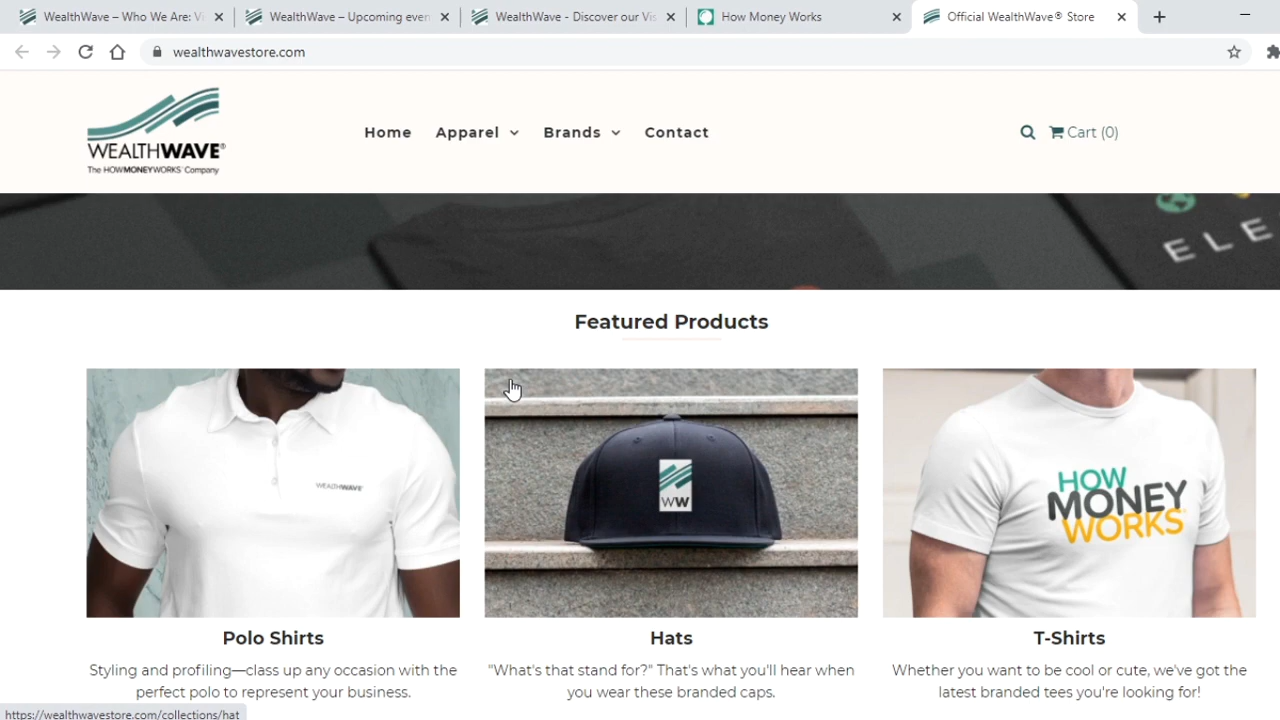 WealthWave – Who We Are: Vi
WealthWave – Upcoming even
WealthWave - Discover our Vis
How Money Works
Official WealthWave® Store
wealthwavestore.com
WEALTHWAVE®
The HOWMONEYWORKS™ Company
Home
Apparel
Brands
Contact
Cart (0)
ELE
Featured Products
WEALTHWAVE
WW
HOW
MONEY
WORKS
Polo Shirts
Styling and profiling—class up any occasion with the
perfect polo to represent your business.
Hats
"What's that stand for?" That's what you'll hear when
you wear these branded caps.
T-Shirts
Whether you want to be cool or cute, we've got the
latest branded tees you're looking for!
https://wealthwavestore.com/collections/hat